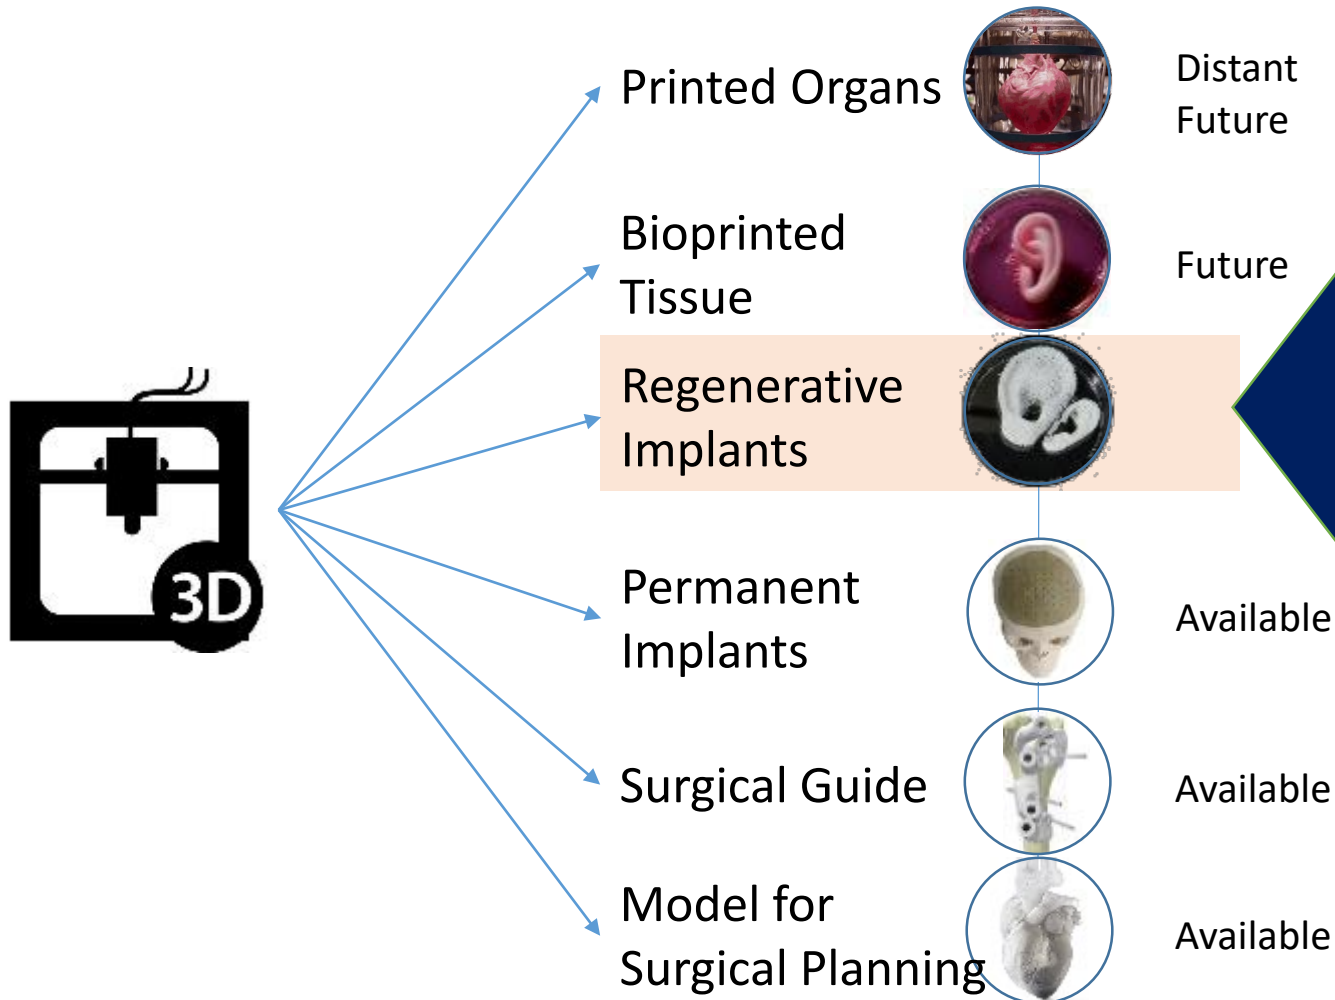 Printed Organs
Distant
Future
Bioprinted
Tissue
Future
Regenerative
Implants
3D
Permanent
Implants
Available
Surgical Guide
Available
Model for
Surgical Planning
Available